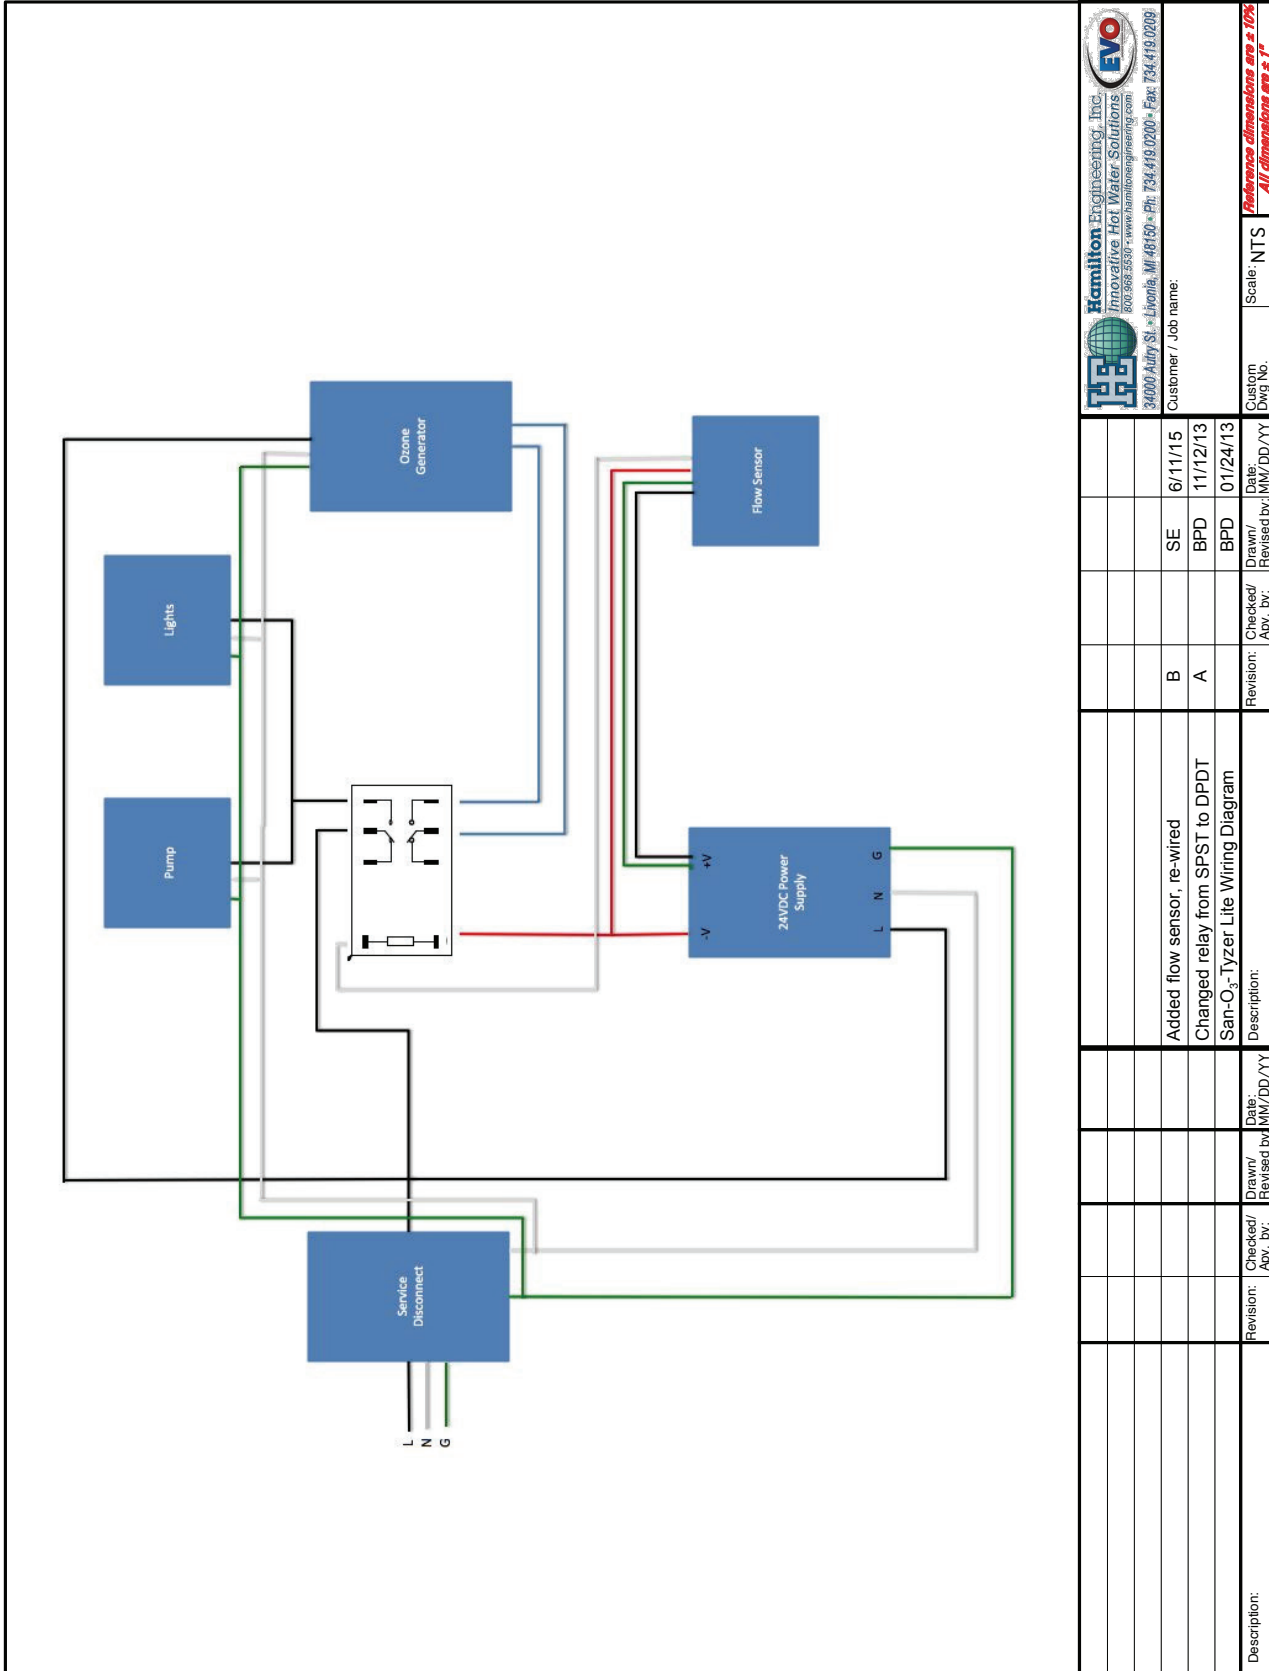 Lights
Pump
Ozone
Generator
Service
Disconnect
L
N
G
Flow Sensor
24VDC Power
Supply
-V
+V
L
N
G
Hamilton Engineering, Inc.
Innovative Hot Water Solutions
800.968.5530 • www.hamiltonengineering.com
34000 Autry St. • Livonia, MI 48150 • Ph: 734.419.0200 • Fax: 734.419.0209
EVO
Customer / Job name:
Added flow sensor, re-wired
B
SE
6/11/15
Changed relay from SPST to DPDT
A
BPD
11/12/13
San-O₃-Tyzer Lite Wiring Diagram
BPD
01/24/13
Description:
Revision:
Checked/
Apv. by:
Drawn/
Revised by:
Date:
MM/DD/YY
Description:
Revision:
Checked/
Apv. by:
Drawn/
Revised by:
Date:
MM/DD/YY
Custom
Dwg No.
Scale: NTS
Reference dimensions are ± 10%
All dimensions are ± 1"